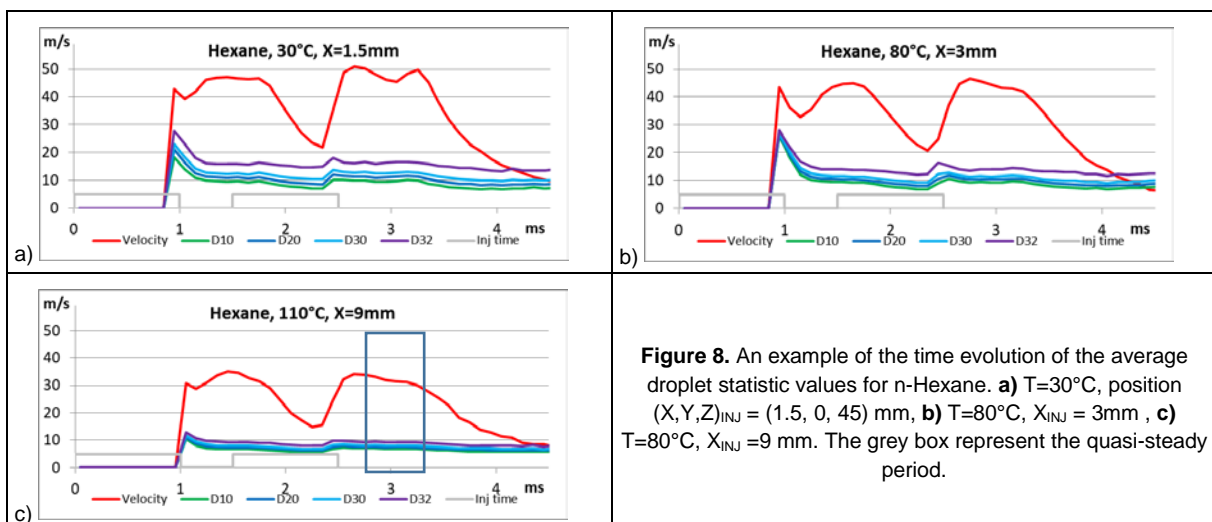 m/s
Hexane, 30°C, X=1.5mm
50
40
30
20
10
0
0 1 2 3 4 ms
Velocity D10 D20 D30 D32 Inj time
a)
m/s
Hexane, 80°C, X=3mm
50
40
30
20
10
0
0 1 2 3 4 ms
Velocity D10 D20 D30 D32 Inj time
b)
m/s
Hexane, 110°C, X=9mm
50
40
30
20
10
0
0 1 2 3 4 ms
Velocity D10 D20 D30 D32 Inj time
c)
Figure 8. An example of the time evolution of the average
droplet statistic values for n-Hexane. a) T=30°C, position
(X,Y,Z)INJ = (1.5, 0, 45) mm, b) T=80°C, XINJ = 3mm , c)
T=80°C, XINJ =9 mm. The grey box represent the quasi-steady
period.